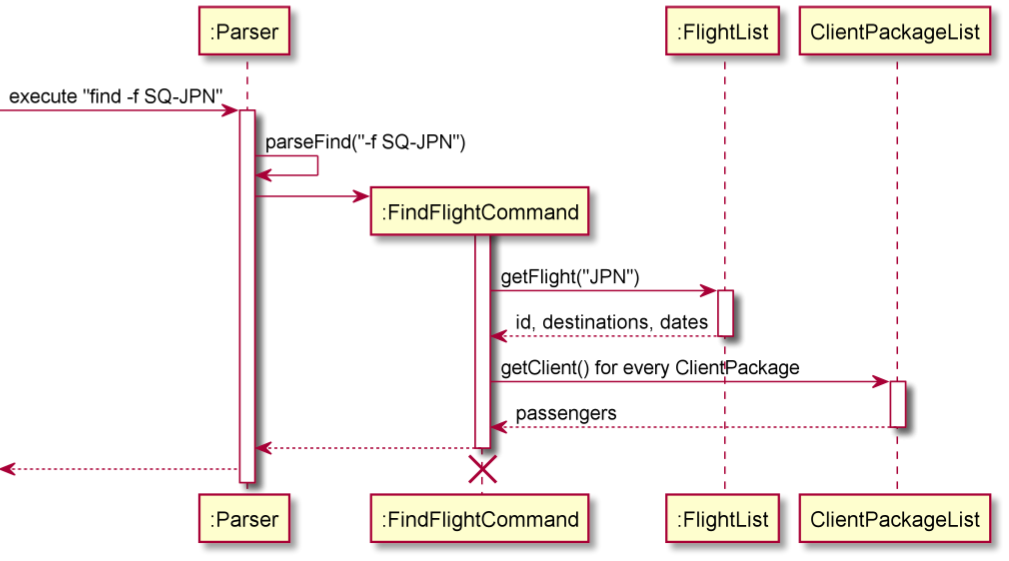 :Parser
:FlightList
ClientPackageList
execute "find -f SQ-JPN"
parseFind("-f SQ-JPN")
:FindFlightCommand
getFlight("JPN")
id, destinations, dates
getClient() for every ClientPackage
passengers
:Parser
:FindFlightCommand
:FlightList
ClientPackageList